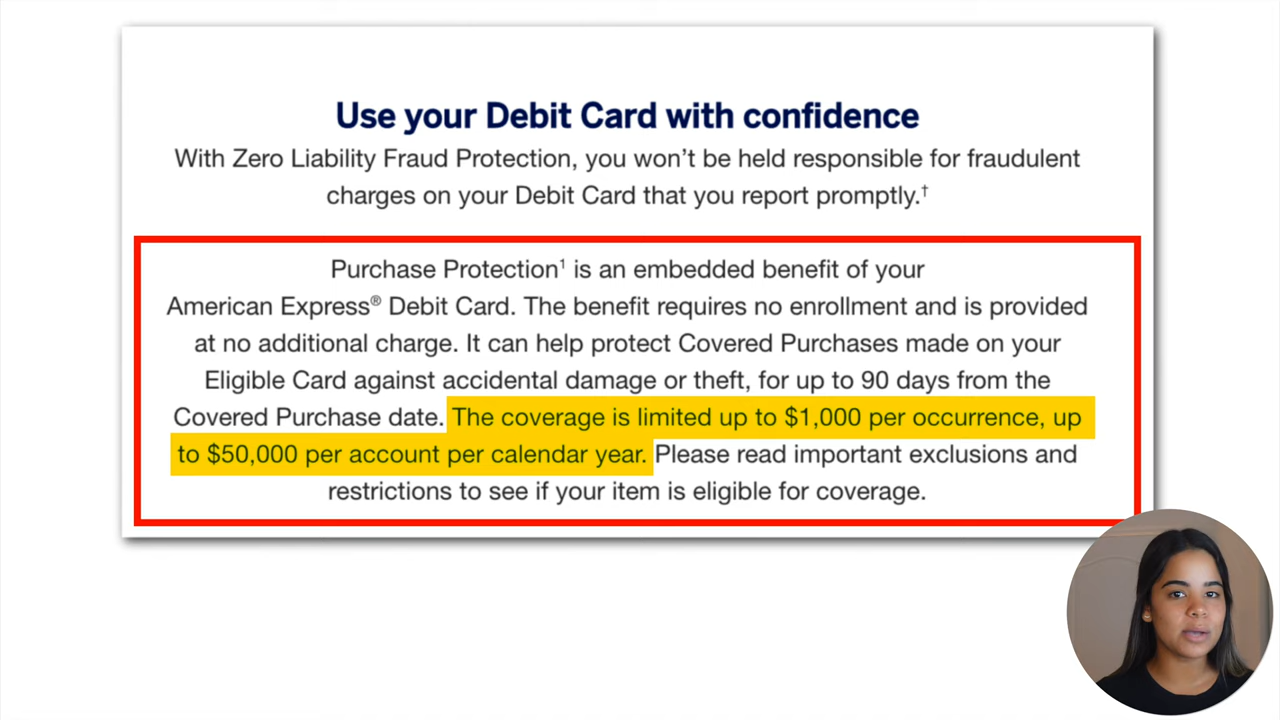 Use your Debit Card with confidence
With Zero Liability Fraud Protection, you won’t be held responsible for fraudulent
charges on your Debit Card that you report promptly.†
Purchase Protection¹ is an embedded benefit of your
American Express® Debit Card. The benefit requires no enrollment and is provided
at no additional charge. It can help protect Covered Purchases made on your
Eligible Card against accidental damage or theft, for up to 90 days from the
Covered Purchase date. The coverage is limited up to $1,000 per occurrence, up
to $50,000 per account per calendar year. Please read important exclusions and
restrictions to see if your item is eligible for coverage.